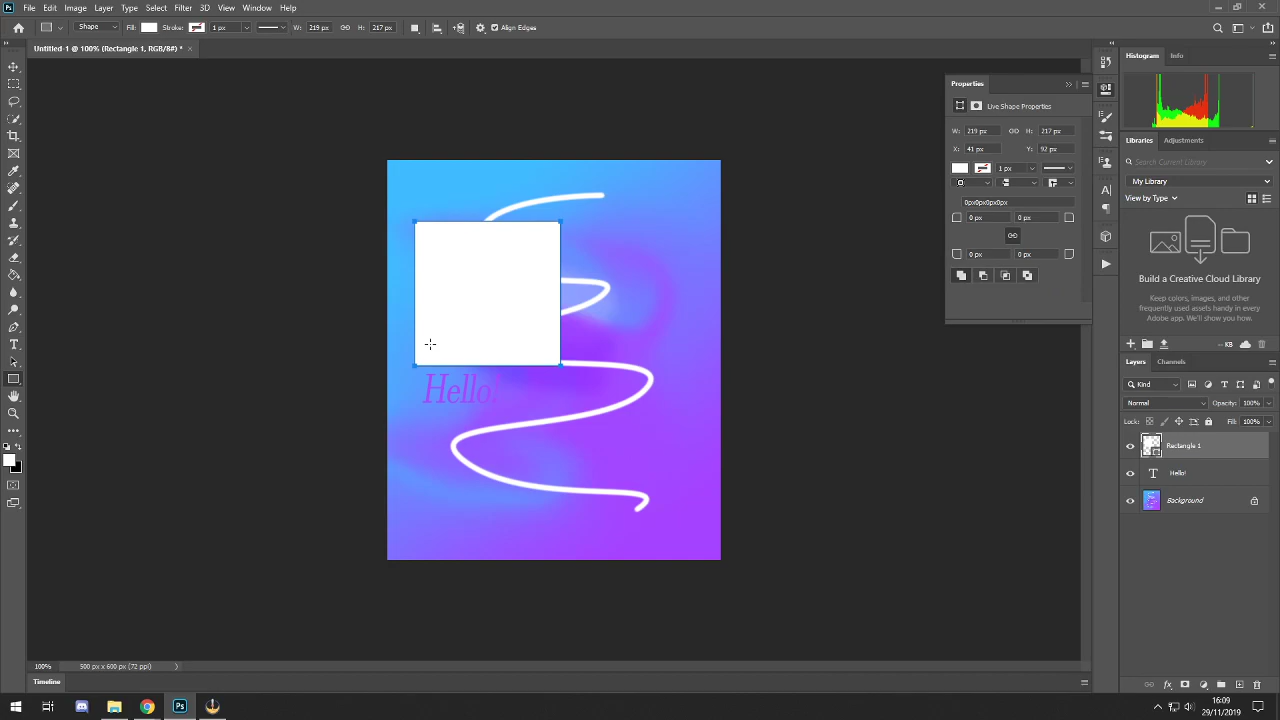 Ps File Edit Image Layer Type Select Filter 3D View Window Help
Shape Fill: Stroke: 1 px W: 219 px H: 217 px Align Edges
Untitled-1 @ 100% (Rectangle 1, RGB/8#) * ×
Histogram Info
Properties
Live Shape Properties
W: 219 px H: 217 px
X: 41 px Y: 92 px
1 px
0px0px0px0px
0 px 0 px
0 px 0 px
Libraries Adjustments
Search Current Library
My Library
View by Type
Build a Creative Cloud Library
Keep colors, images, and other
frequently used assets handy in every
Adobe app. We'll show you how.
-- KB
Layers Channels
Kind
Normal Opacity: 100%
Lock: Fill: 100%
Rectangle 1
T Hello!
Background
Hello!
100% 500 px x 600 px (72 ppi)
Timeline
Ps
16:09
29/11/2019